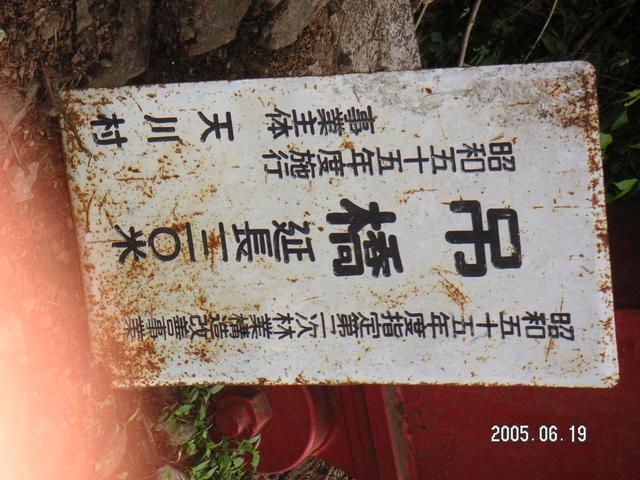 昭和五十五年度指定第一次林業構造改善事業
吊橋 延長一二〇米
昭和五十五年度施行
事業主体 天川村
2005.06.19